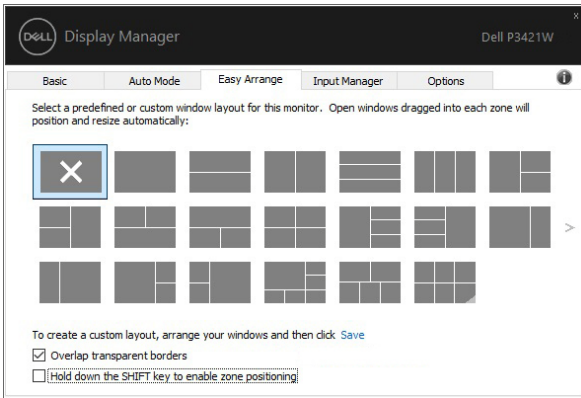 x
DELL Display Manager Dell P3421W
Basic Auto Mode Easy Arrange Input Manager Options i
Select a predefined or custom window layout for this monitor. Open windows dragged into each zone will
position and resize automatically:
>
To create a custom layout, arrange your windows and then click Save
Overlap transparent borders
Hold down the SHIFT key to enable zone positioning